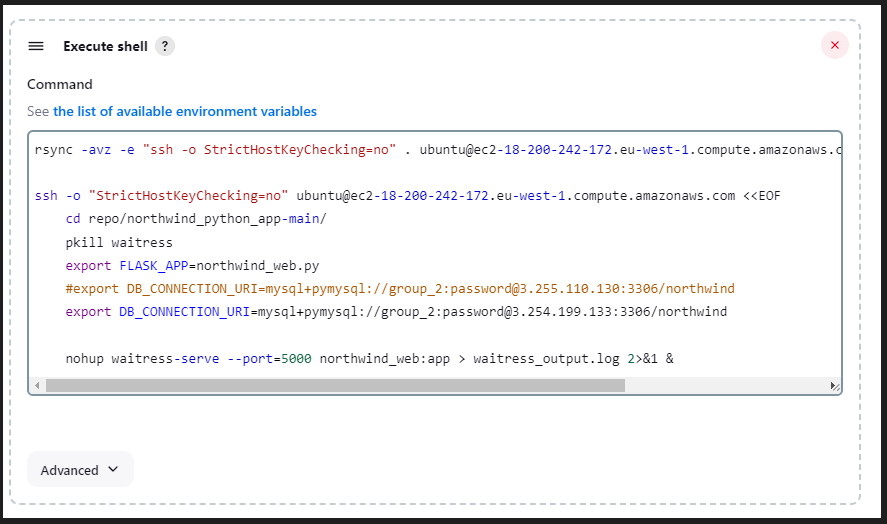 Execute shell ?
Command
See the list of available environment variables
rsync -avz -e "ssh -o StrictHostKeyChecking=no" . ubuntu@ec2-18-200-242-172.eu-west-1.compute.amazonaws.c
ssh -o "StrictHostKeyChecking=no" ubuntu@ec2-18-200-242-172.eu-west-1.compute.amazonaws.com <<EOF
cd repo/northwind_python_app-main/
pkill waitress
export FLASK_APP=northwind_web.py
#export DB_CONNECTION_URI=mysql+pymysql://group_2:password@3.255.110.130:3306/northwind
export DB_CONNECTION_URI=mysql+pymysql://group_2:password@3.254.199.133:3306/northwind
nohup waitress-serve --port=5000 northwind_web:app > waitress_output.log 2>&1 &
Advanced